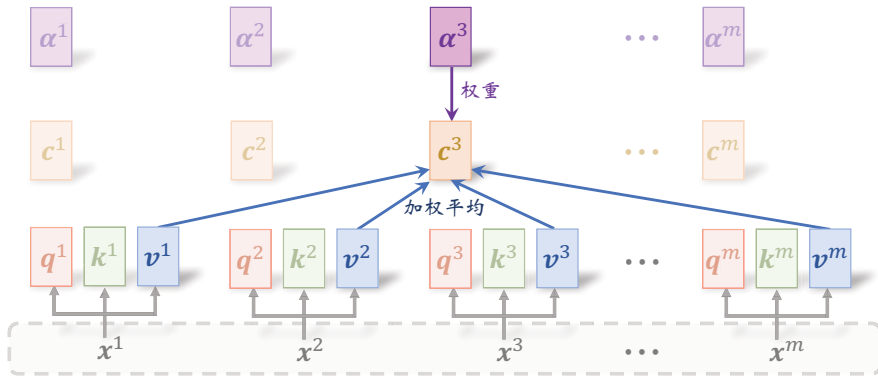 α¹ α² α³ ⋯ αᵐ
权重
c¹ c² c³ ⋯ cᵐ
加权平均
q¹ k¹ v¹ q² k² v² q³ k³ v³ ⋯ qᵐ kᵐ vᵐ
x¹ x² x³ ⋯ xᵐ